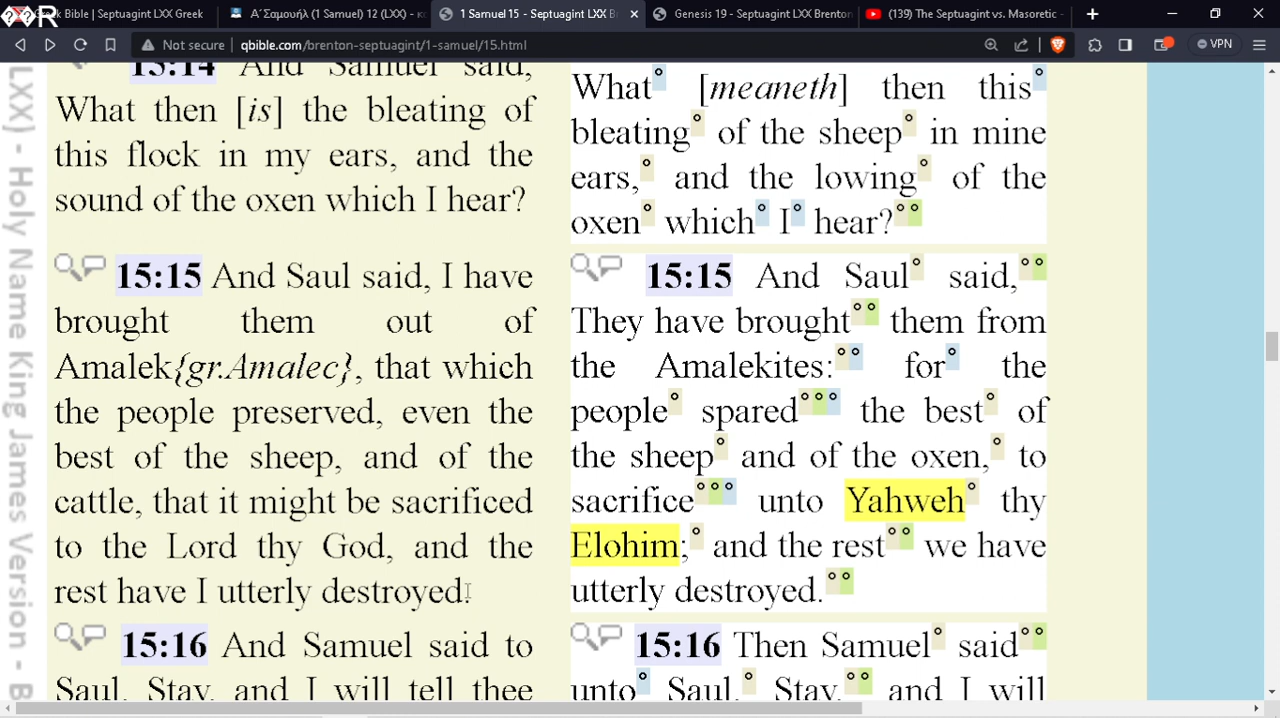 k Bible | LXX Greek
Α΄ Σαμουήλ (1 Samuel) 12 (LXX) -
1 Samuel 15 - Septuagint LXX B
Septuagint LXX Brenton
(139) The Septuagint vs. Masoretic -
Not secure | qbible.com/brenton-septuagint/1-samuel/15.html
VPN
LXX) - Holy Name King James Version - B
15:14 And Samuel said,
What then [is] the bleating of
this flock in my ears, and the
sound of the oxen which I hear?
15:15 And Saul said, I have
brought them out of
Amalek{gr.Amalec}, that which
the people preserved, even the
best of the sheep, and of the
cattle, that it might be sacrificed
to the Lord thy God, and the
rest have I utterly destroyed.
15:16 And Samuel said to
Saul, Stay, and I will tell thee
What° [meaneth] then this°
bleating° of the sheep° in mine
ears,° and the lowing° of the
oxen° which° I° hear?°°
15:15 And Saul° said,°°
They have brought°° them from
the Amalekites:°° for° the
people° spared°°° the best° of
the sheep° and of the oxen,° to
sacrifice°°° unto Yahweh° thy
Elohim;° and the rest°° we have
utterly destroyed.°°
15:16 Then Samuel° said°°
unto° Saul,° Stay,°° and I will